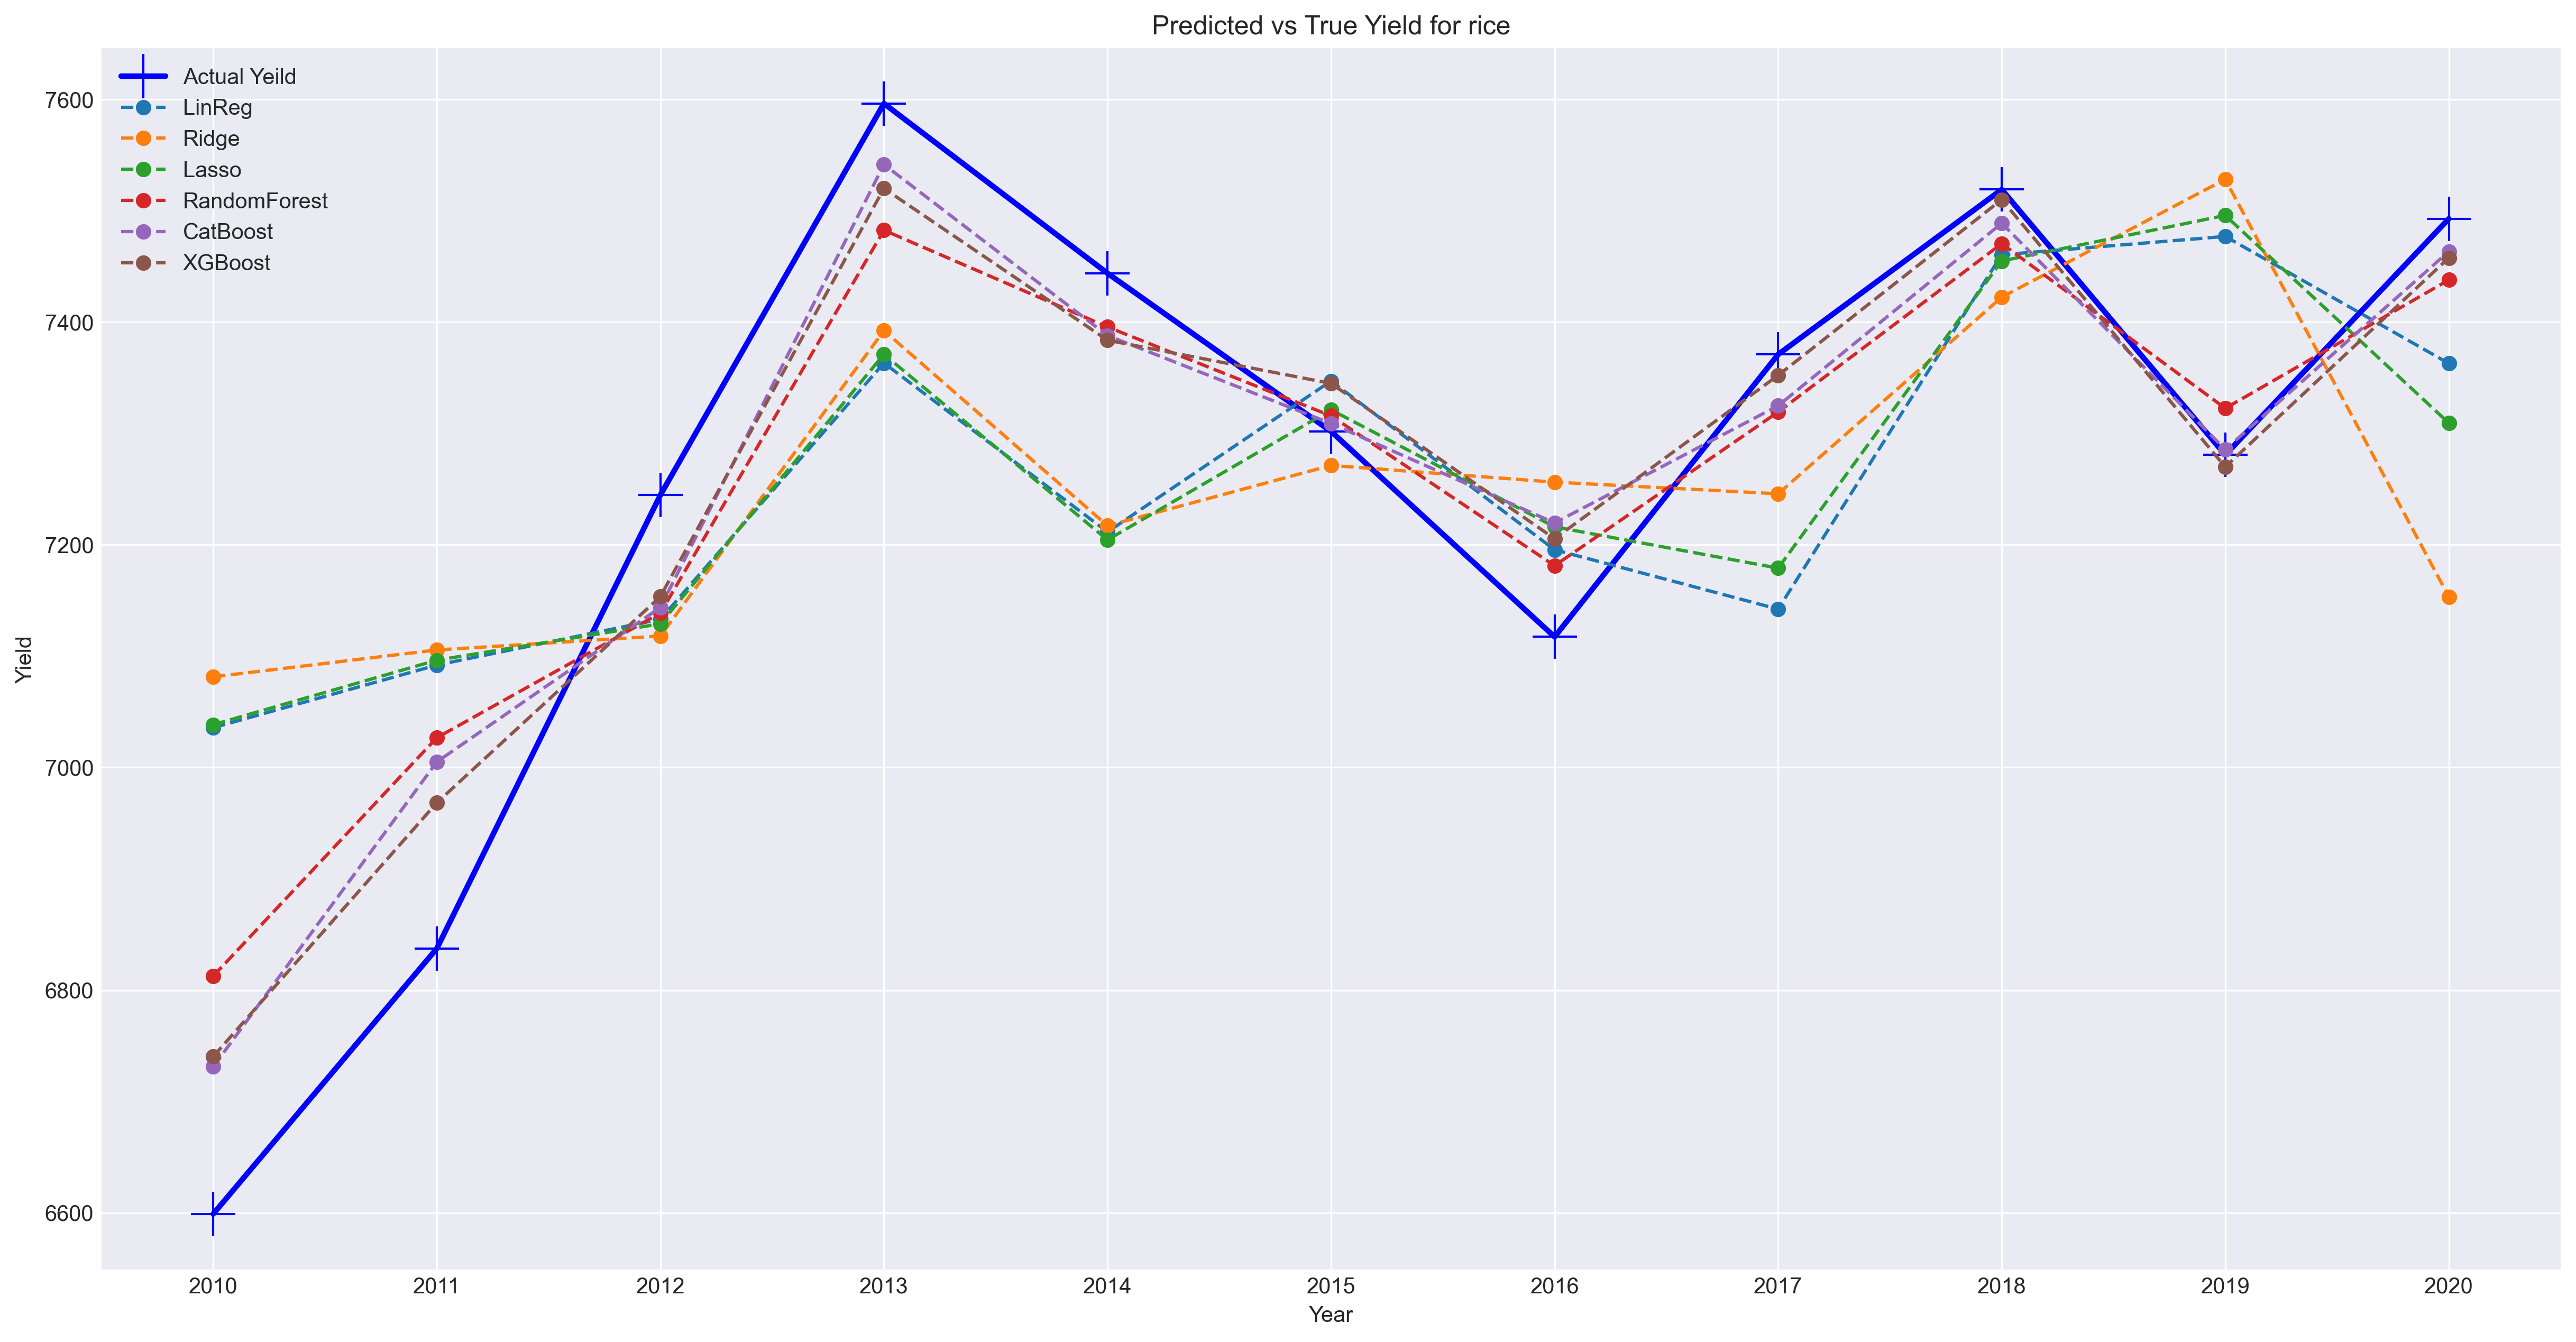 Predicted vs True Yield for rice
Actual Yeild
LinReg
Ridge
Lasso
RandomForest
CatBoost
XGBoost
7600
7400
7200
7000
6800
6600
Yield
2010 2011 2012 2013 2014 2015 2016 2017 2018 2019 2020
Year